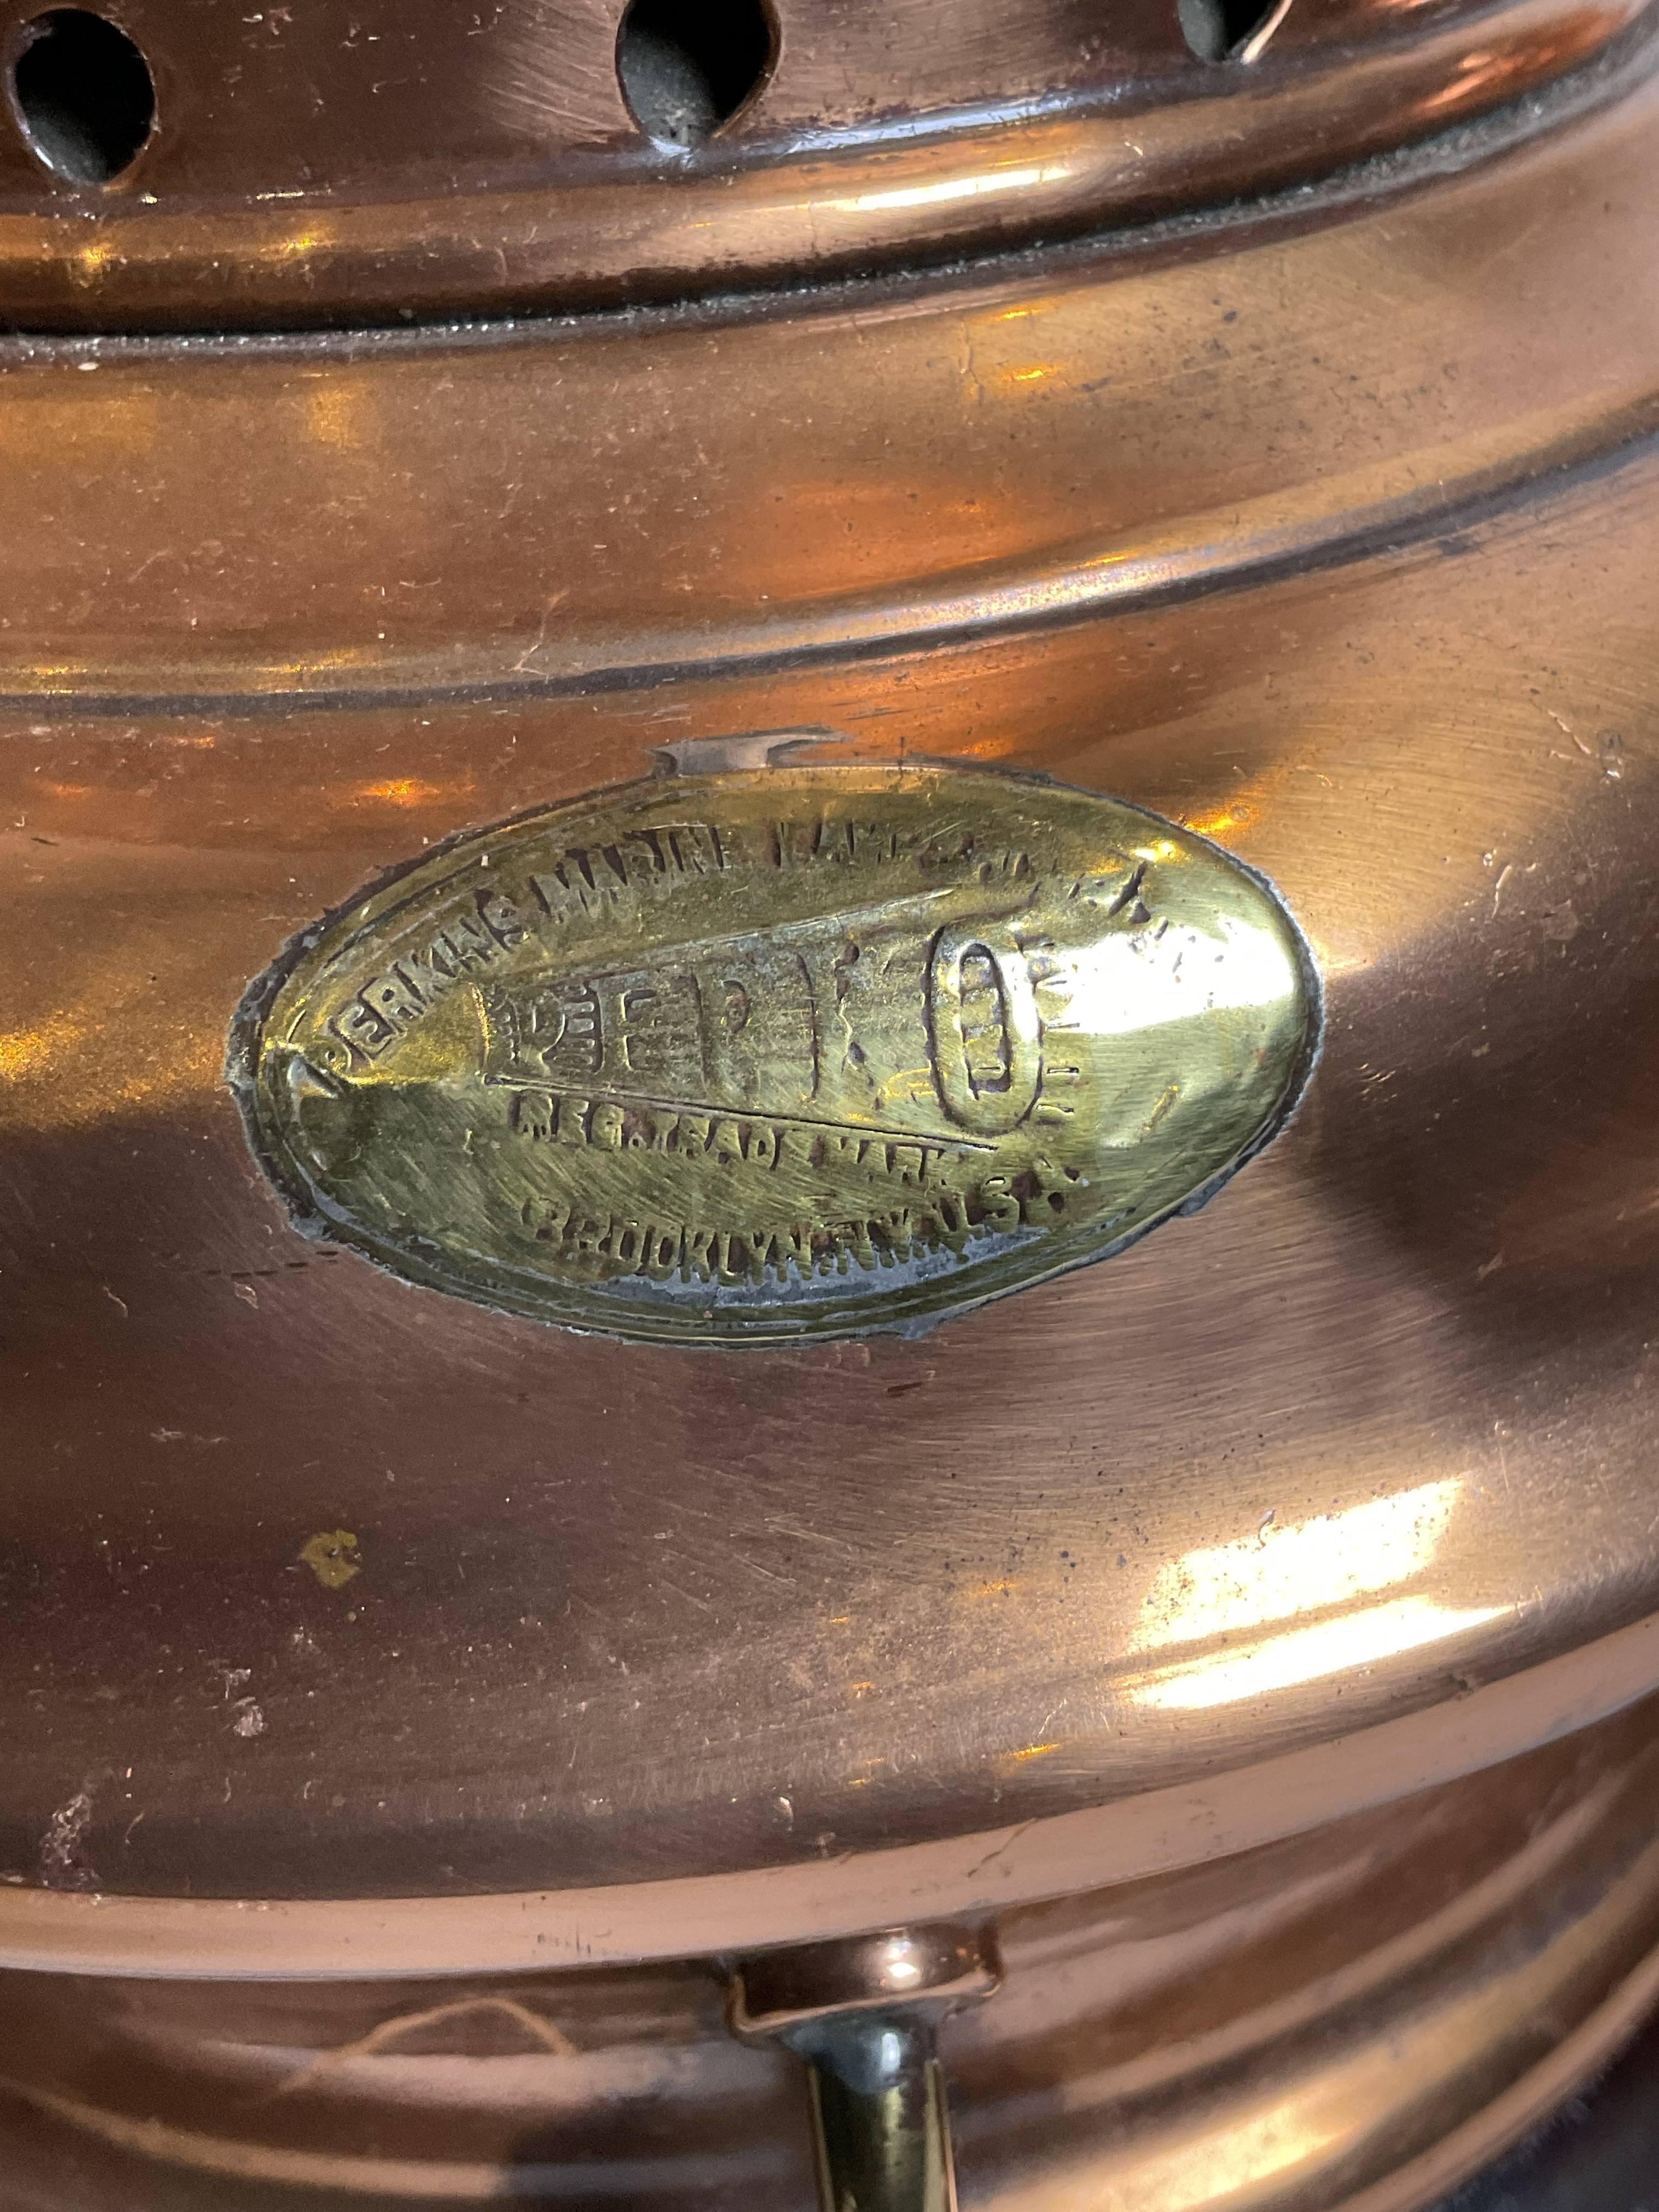 PERKINS MARINE LAMP
PERKO
REG. TRADE MARK
BROOKLYN, N.Y. U.S.A.